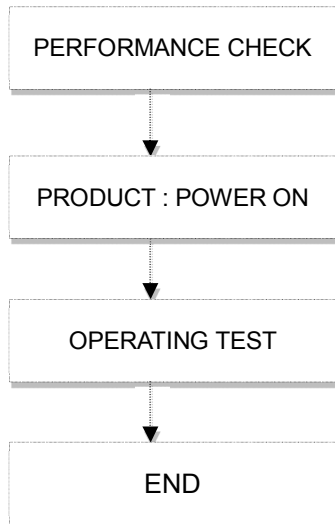 PERFORMANCE CHECK
PRODUCT : POWER ON
OPERATING TEST
END